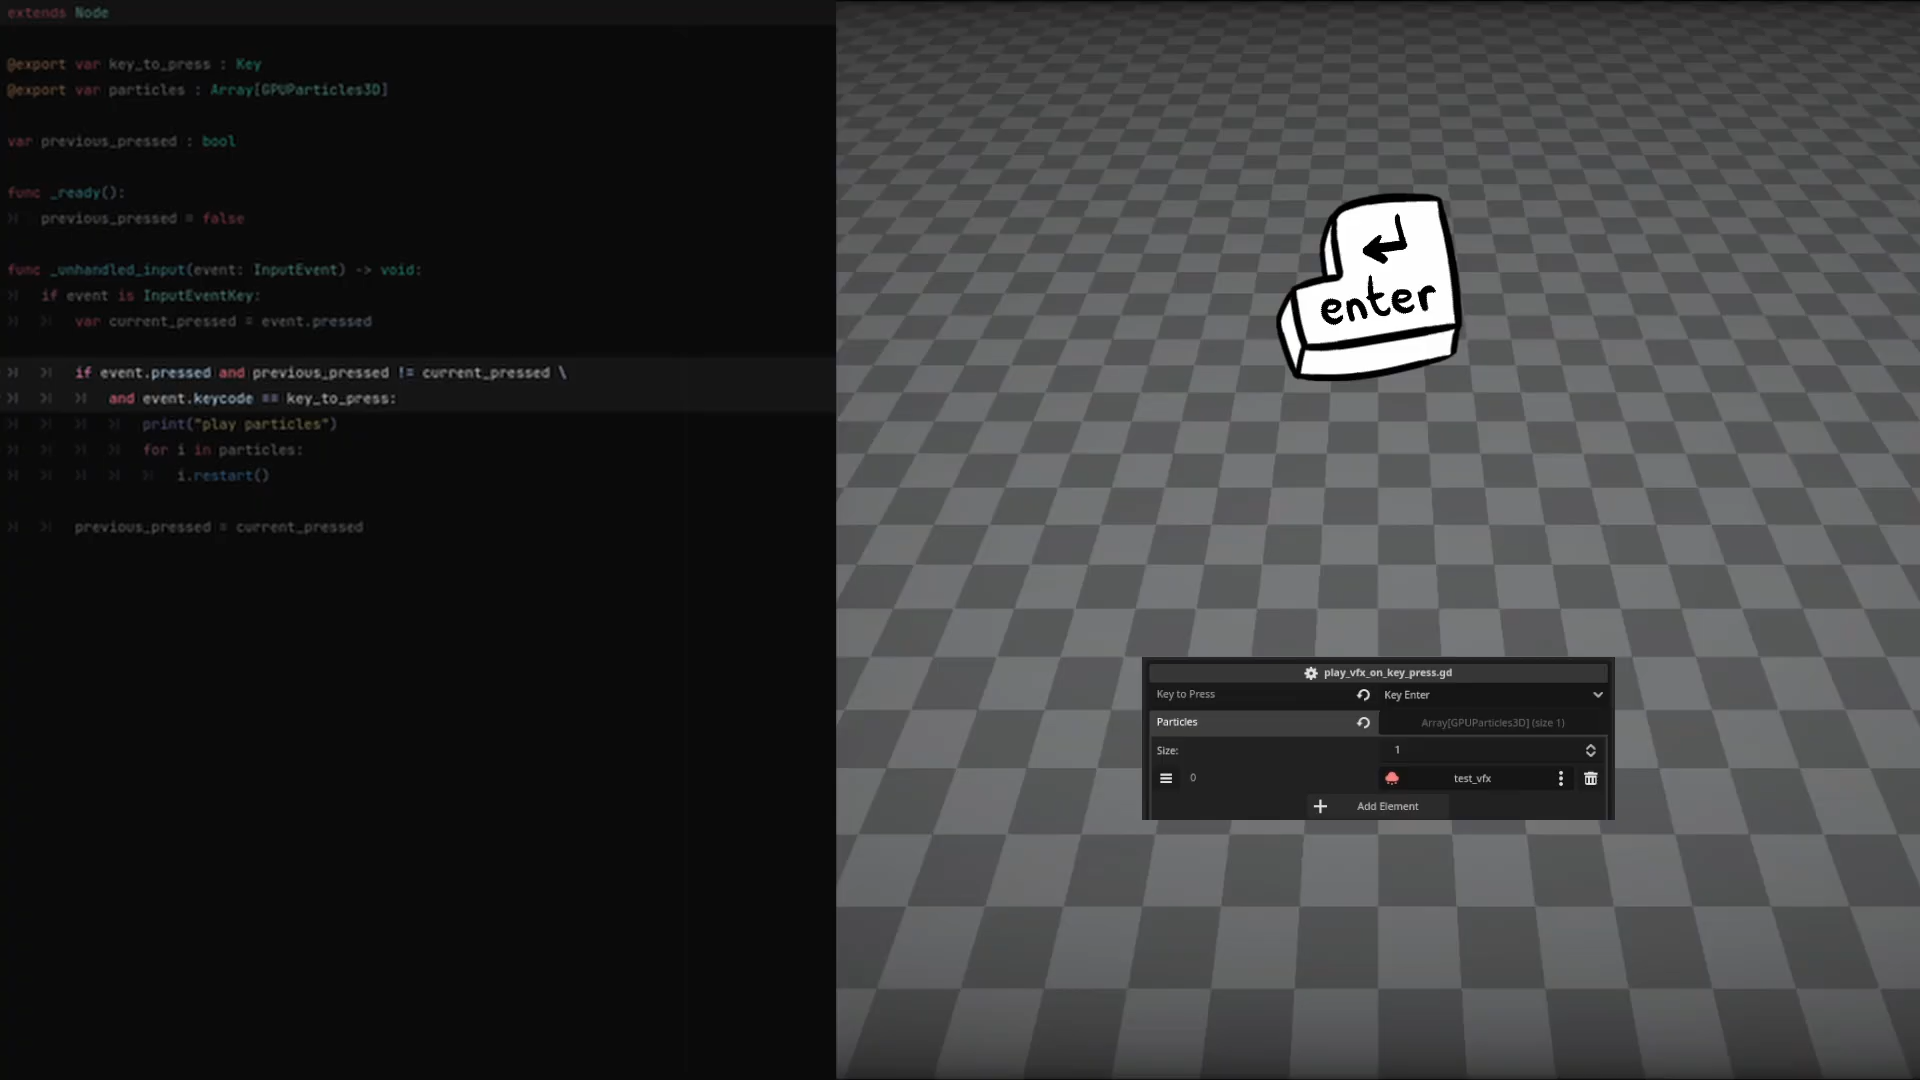 extends Node
@export var key_to_press : Key
@export var particles : Array[GPUParticles3D]
var previous_pressed : bool
func _ready():
previous_pressed = false
func _unhandled_input(event: InputEvent) -> void:
if event is InputEventKey:
var current_pressed = event.pressed
if event.pressed and previous_pressed != current_pressed \
and event.keycode == key_to_press:
print("play particles")
for i in particles:
i.restart()
previous_pressed = current_pressed
enter
play_vfx_on_key_press.gd
Key to Press Key Enter
Particles Array[GPUParticles3D] (size 1)
Size: 1
0 test_vfx
Add Element